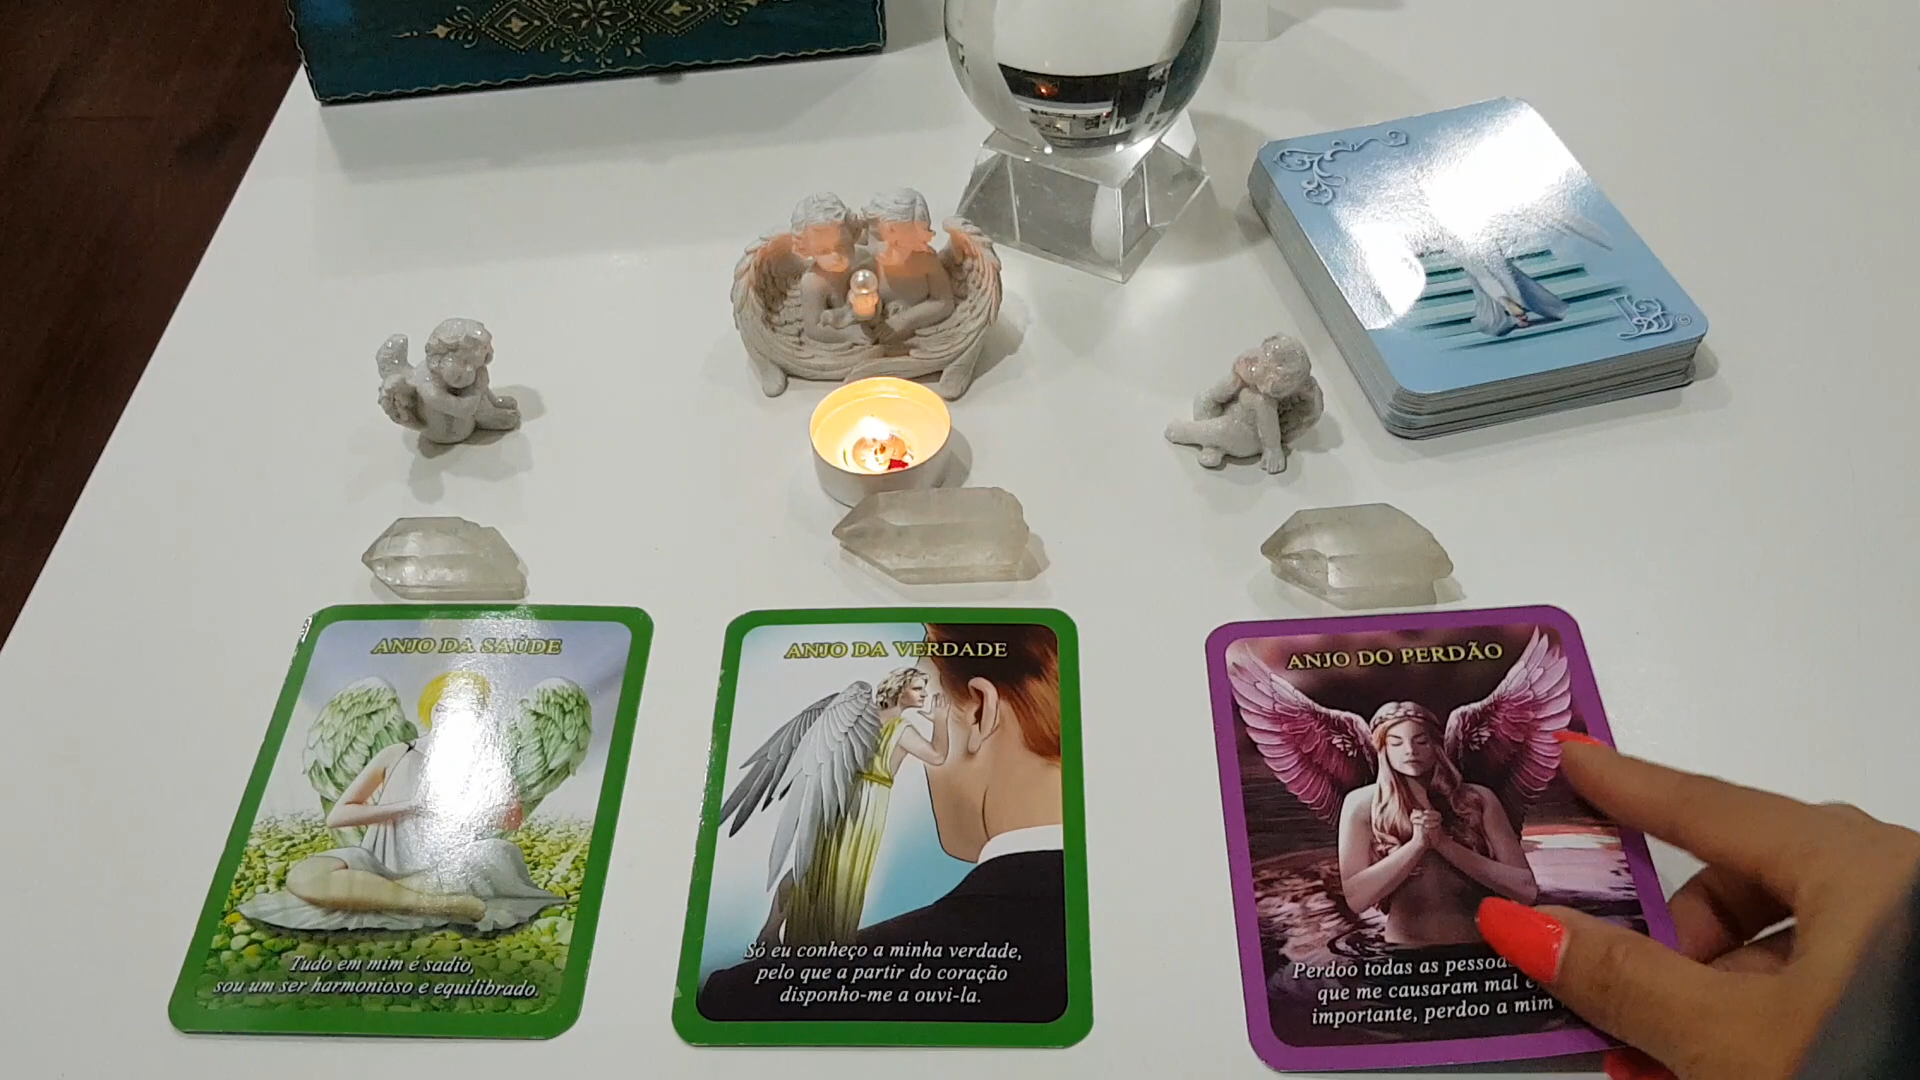 ANJO DA SAÚDE
Tudo em mim é sadio,
sou um ser harmonioso e equilibrado.
ANJO DA VERDADE
Só eu conheço a minha verdade,
pelo que a partir do coração
disponho-me a ouvi-la.
ANJO DO PERDÃO
Perdoo todas as
que me causaram mal
importante, perdoo a mim